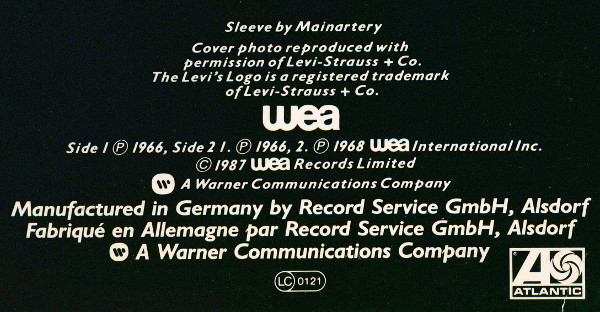 Sleeve by Mainartery
Cover photo reproduced with
permission of Levi-Strauss + Co.
The Levi's Logo is a registered trademark
of Levi-Strauss + Co.
wea
Side 1 Ⓟ 1966, Side 2 1. Ⓟ 1966, 2. Ⓟ 1968 wea International Inc.
© 1987 wea Records Limited
W A Warner Communications Company
Manufactured in Germany by Record Service GmbH, Alsdorf
Fabriqué en Allemagne par Record Service GmbH, Alsdorf
W A Warner Communications Company
LC 0121
A
ATLANTIC